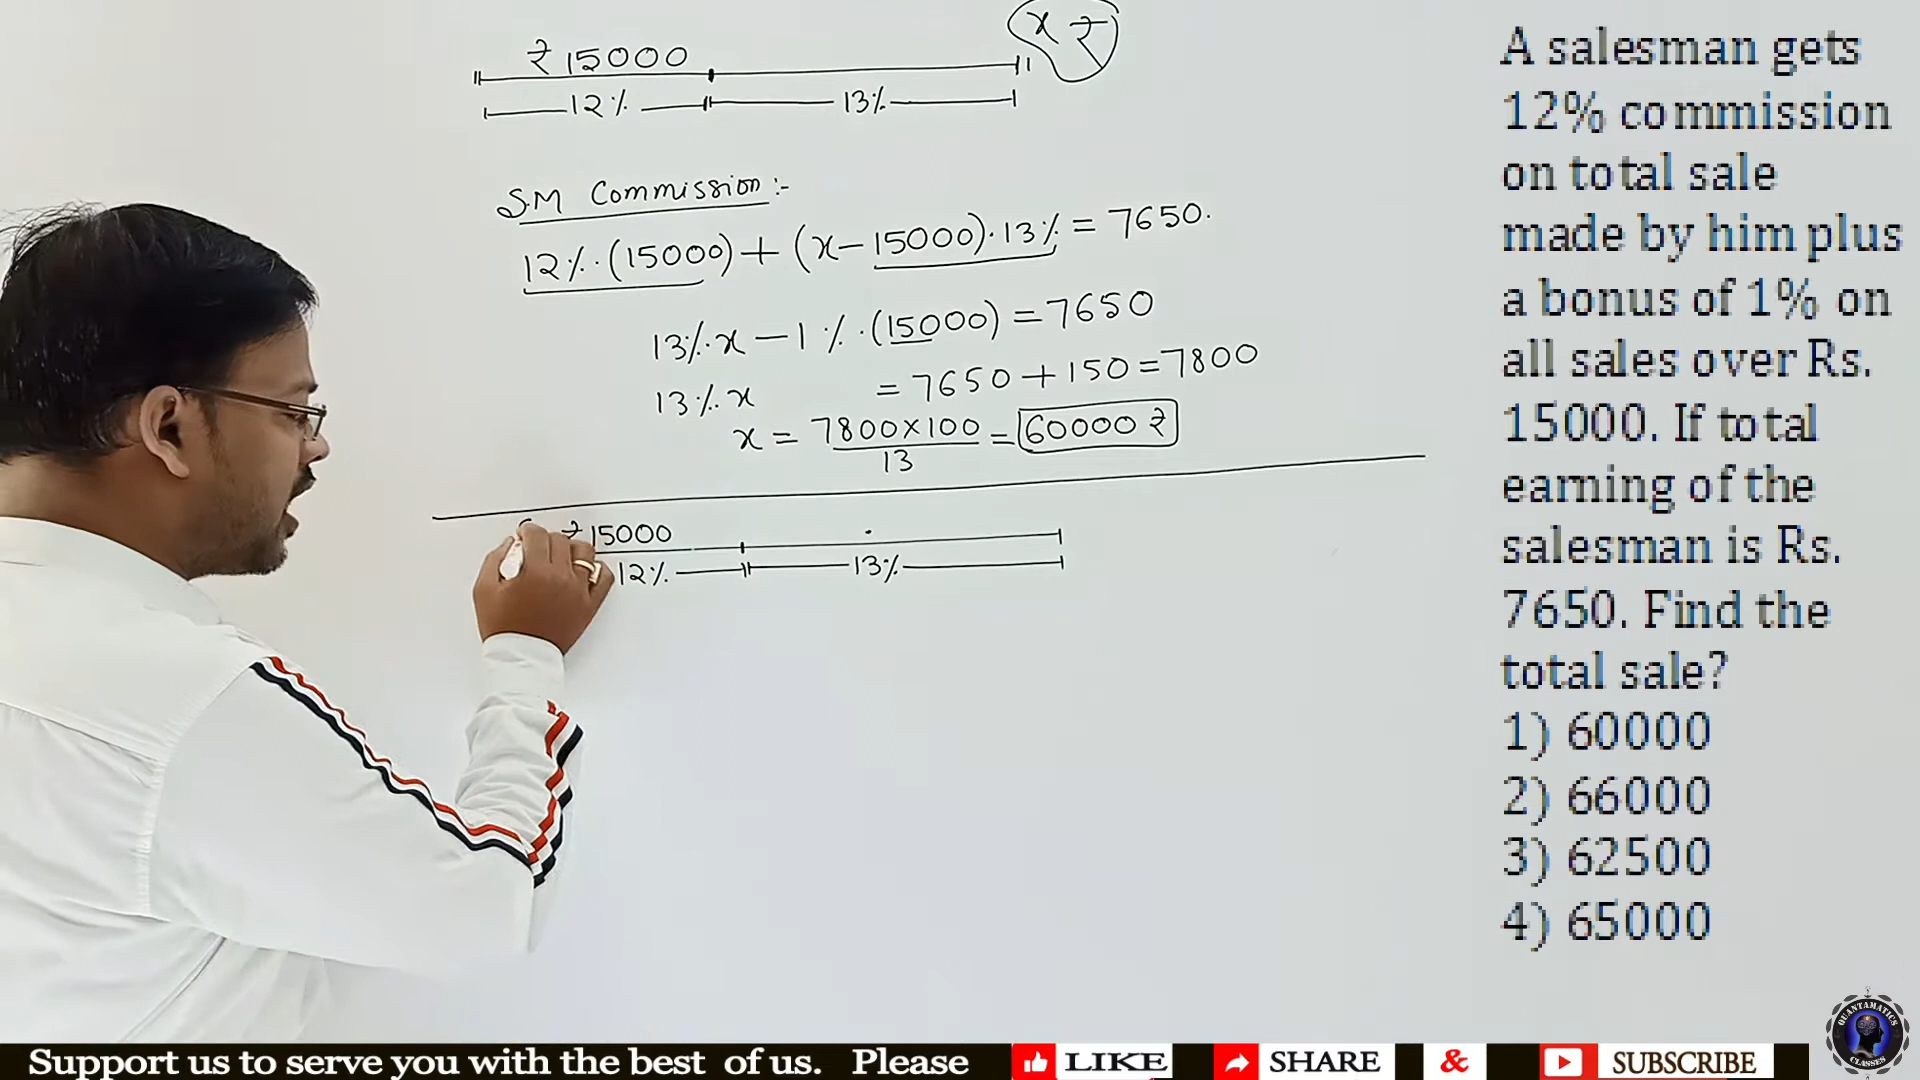 x ₹
₹ 15000
12% 13%
S.M Commission :-
12%.(15000)+(x-15000).13% = 7650.
13%.x - 1%.(15000) = 7650
13%.x = 7650+150=7800
x = 7800x100/13 = 60000 ₹
₹ 15000
12% 13%
A salesman gets
12% commission
on total sale
made by him plus
a bonus of 1% on
all sales over Rs.
15000. If total
earning of the
salesman is Rs.
7650. Find the
total sale?
1) 60000
2) 66000
3) 62500
4) 65000
QUANTAMATICS
CLASSES
Support us to serve you with the best of us. Please LIKE SHARE & SUBSCRIBE